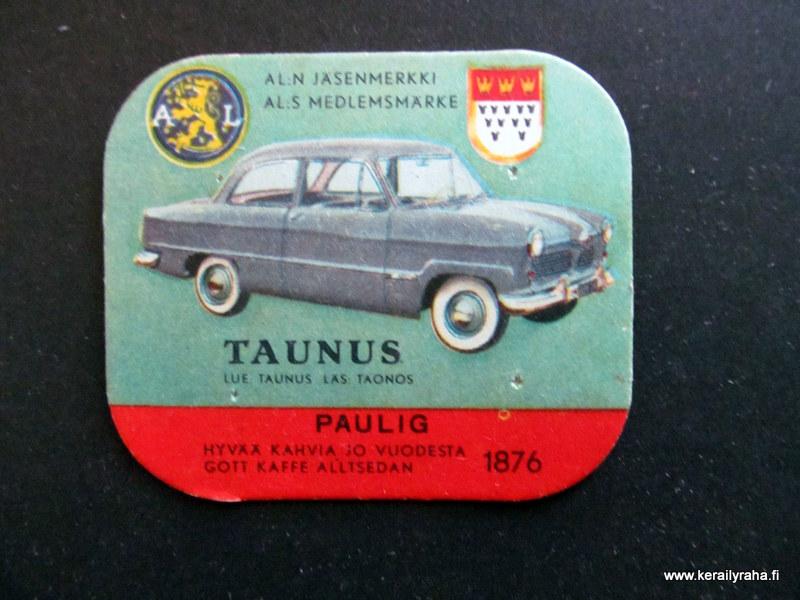 AL:N JÄSENMERKKI
AL:S MEDLEMSMÄRKE
A L
TAUNUS
LUE TAUNUS LÄS: TAONOS
PAULIG
HYVÄÄ KAHVIA JO VUODESTA
GOTT KAFFE ALLTSEDAN
1876
www.kerailyraha.fi